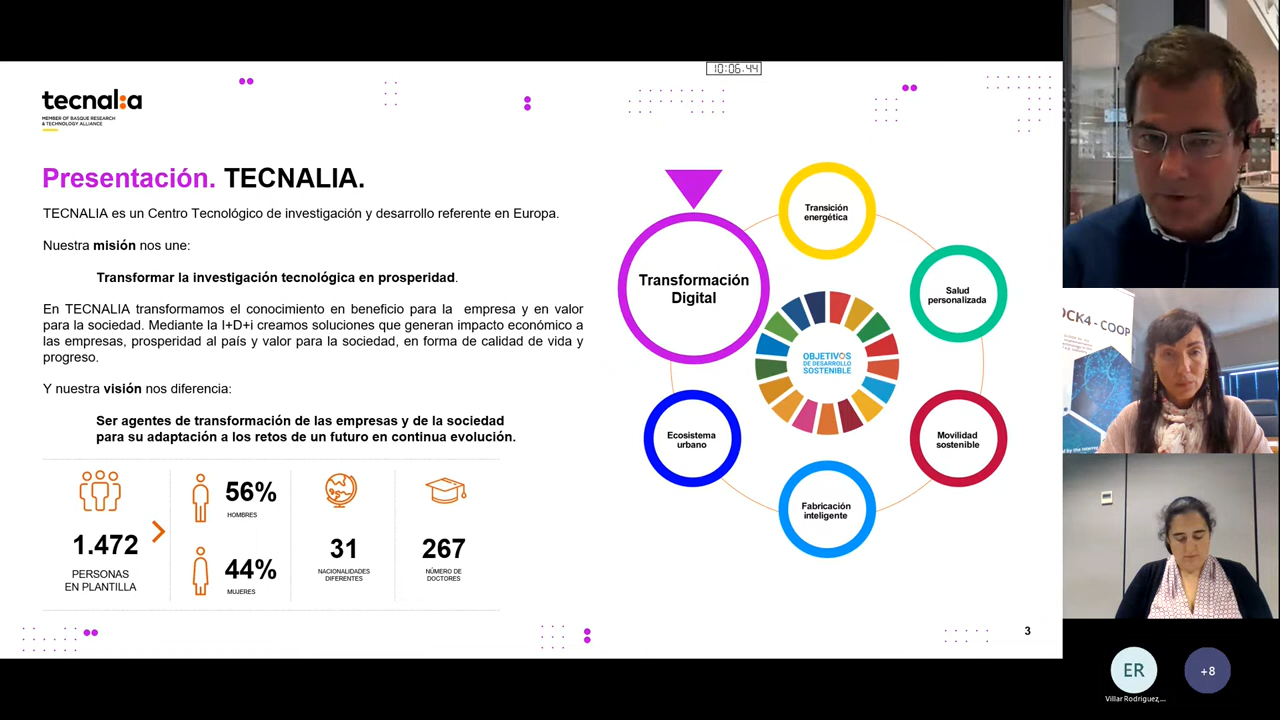 10:06.44
tecnalia
MEMBER OF BASQUE RESEARCH
& TECHNOLOGY ALLIANCE
Presentación. TECNALIA.
TECNALIA es un Centro Tecnológico de investigación y desarrollo referente en Europa.
Nuestra misión nos une:
Transformar la investigación tecnológica en prosperidad.
En TECNALIA transformamos el conocimiento en beneficio para la empresa y en valor
para la sociedad. Mediante la I+D+i creamos soluciones que generan impacto económico a
las empresas, prosperidad al país y valor para la sociedad, en forma de calidad de vida y
progreso.
Y nuestra visión nos diferencia:
Ser agentes de transformación de las empresas y de la sociedad
para su adaptación a los retos de un futuro en continua evolución.
1.472
PERSONAS
EN PLANTILLA
56%
HOMBRES
44%
MUJERES
31
NACIONALIDADES
DIFERENTES
267
NÚMERO DE
DOCTORES
Transición
energética
Transformación
Digital
Salud
personalizada
OBJETIVOS
DE DESARROLLO
SOSTENIBLE
Ecosistema
urbano
Movilidad
sostenible
Fabricación
inteligente
3
OCK4 - COOP
ER
Villar Rodriguez,...
+8